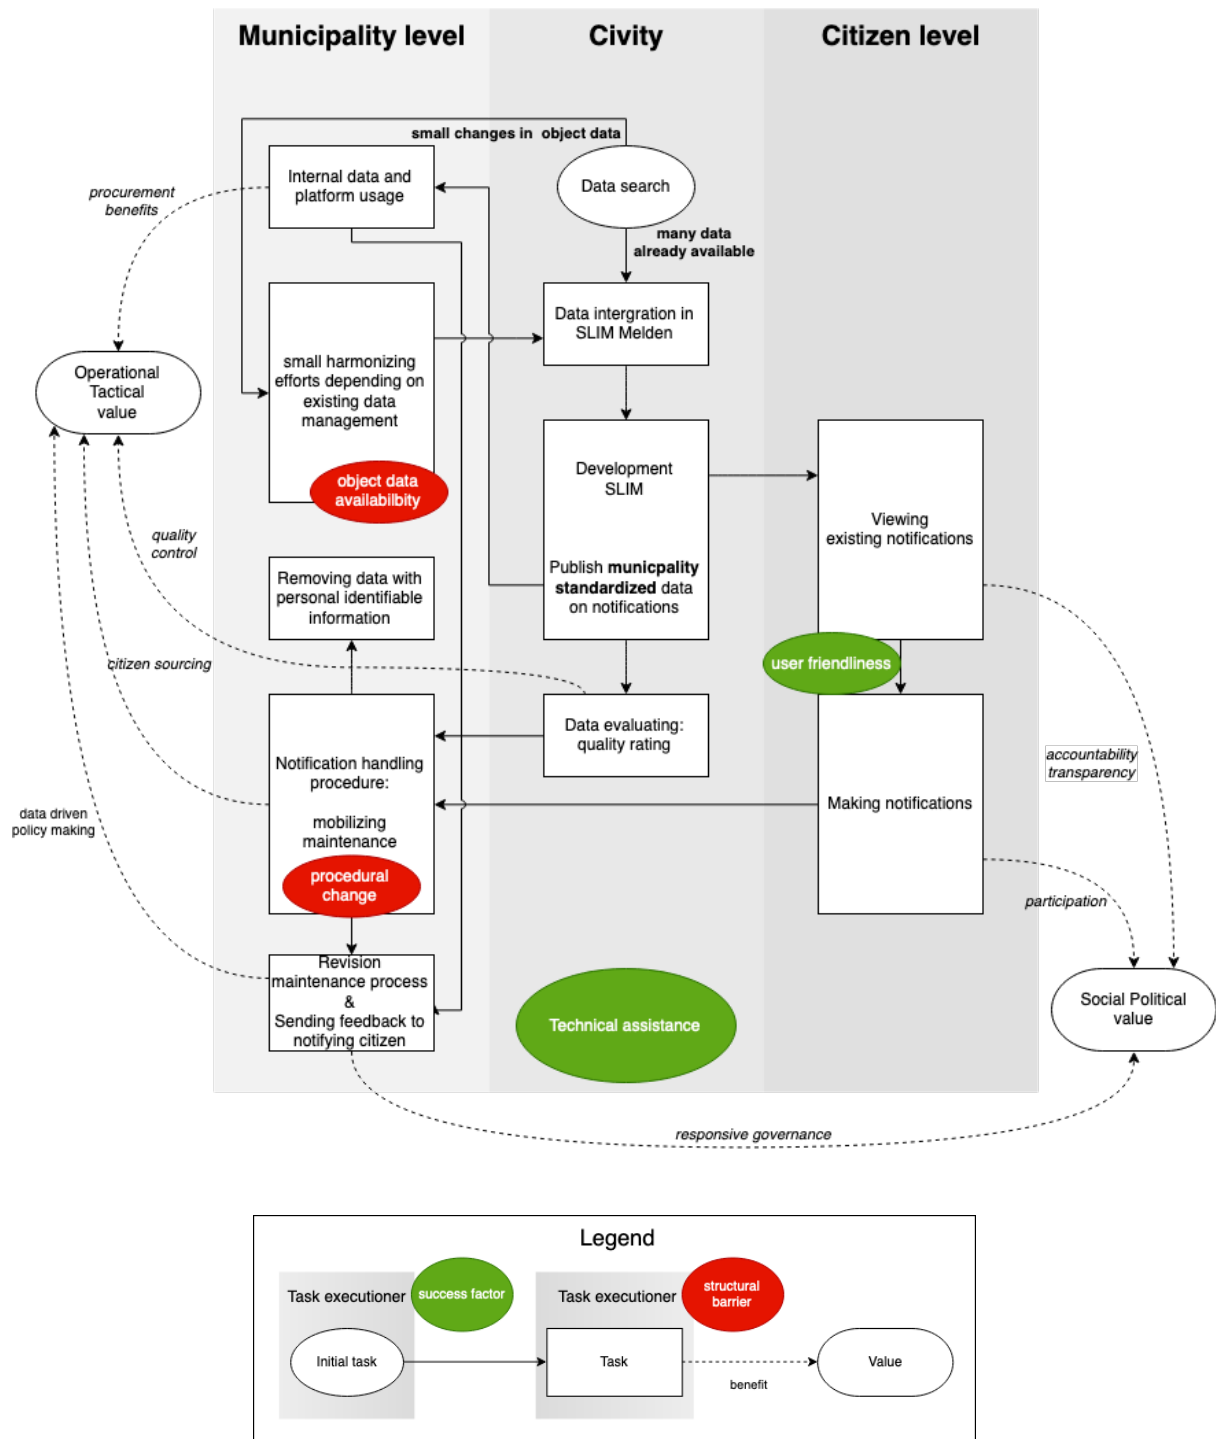 Municipality level
Civity
Citizen level
small changes in  object data
Internal data and
platform usage
Data search
procurement
benefits
many data
already available
Data intergration in
SLIM Melden
small harmonizing
efforts depending on
existing data
management
Operational
Tactical
value
object data
availabilbity
Development
SLIM
Publish municpality
standardized data
on notifications
Viewing
existing notifications
quality
control
Removing data with
personal identifiable
information
citizen sourcing
user friendliness
Data evaluating:
quality rating
Notification handling
procedure:
mobilizing
maintenance
procedural
change
Making notifications
accountability
transparency
data driven
policy making
participation
Revision
maintenance process
&
Sending feedback to
notifying citizen
Technical assistance
Social Political
value
responsive governance
Legend
Task executioner
success factor
Task executioner
structural
barrier
Initial task
Task
benefit
Value